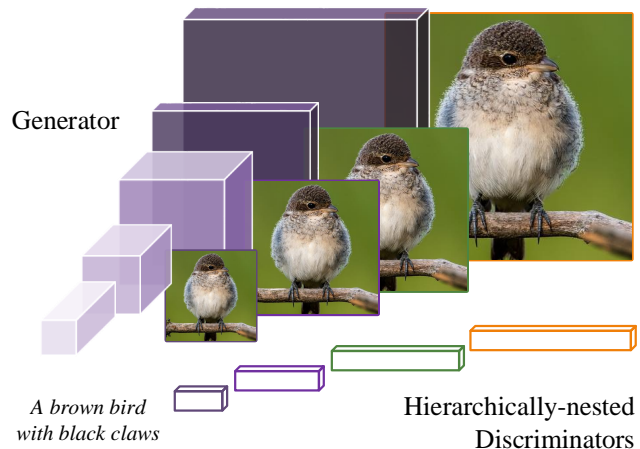 Generator
A brown bird
with black claws
Hierarchically-nested
Discriminators